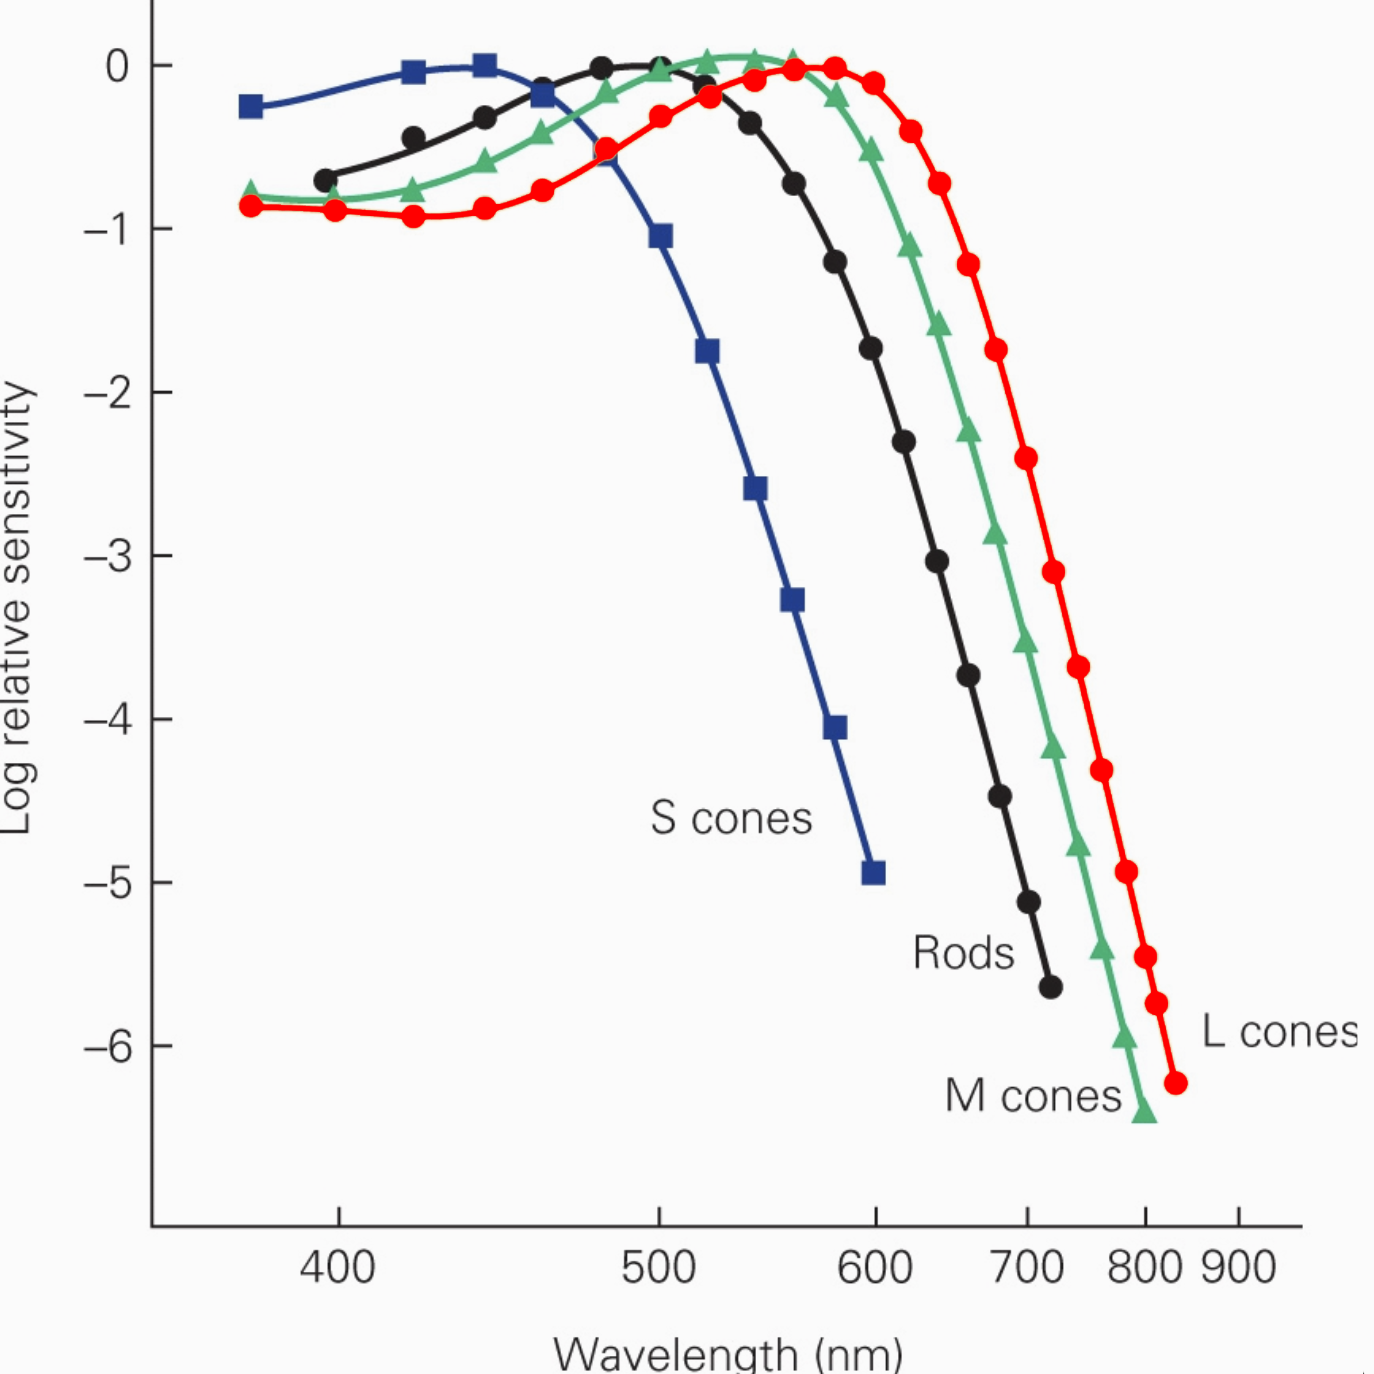 0
–1
–2
–3
–4
–5
–6
Log relative sensitivity
S cones
Rods
L cones
M cones
400 500 600 700 800 900
Wavelength (nm)